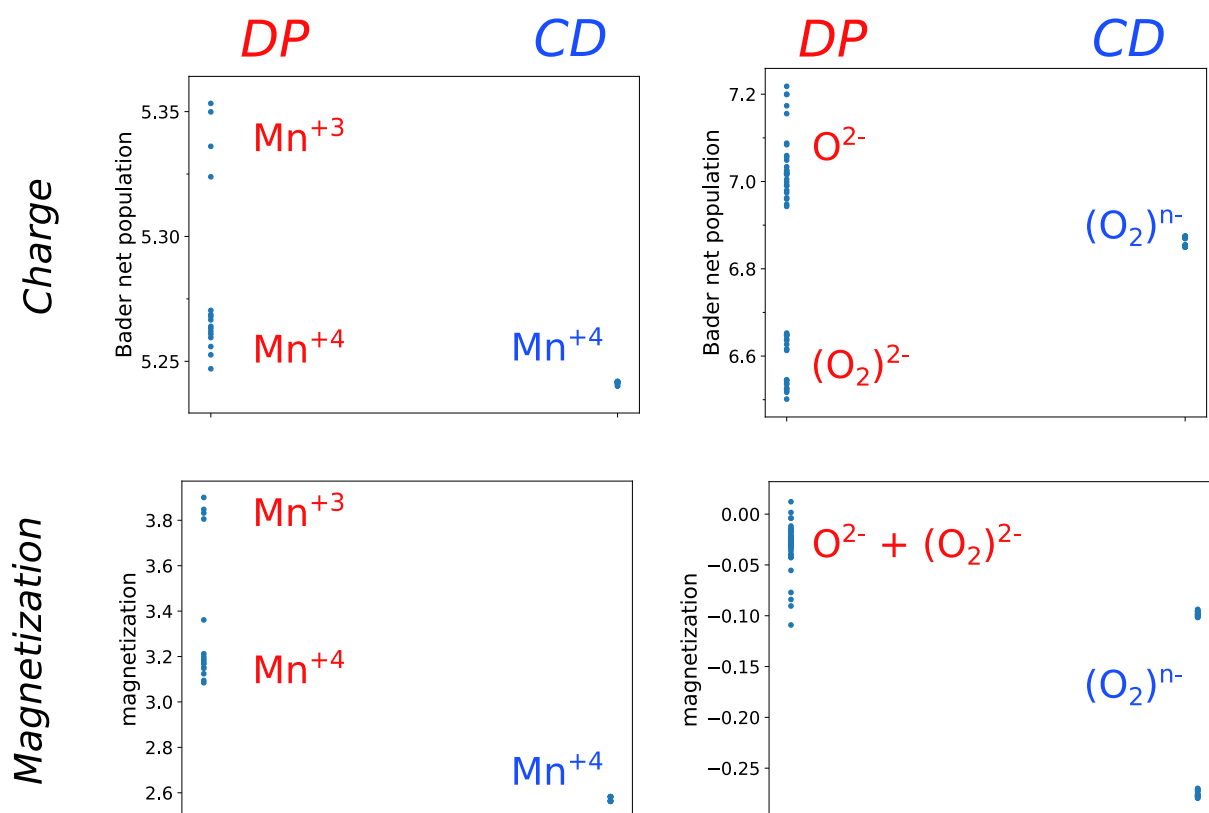 DP CD DP CD
Charge
Bader net population
5.35
5.30
5.25
Mn+3
Mn+4
Mn+4
Bader net population
7.2
7.0
6.8
6.6
O2-
(O2)n-
(O2)2-
Magnetization
magnetization
3.8
3.6
3.4
3.2
3.0
2.8
2.6
Mn+3
Mn+4
Mn+4
magnetization
0.00
−0.05
−0.10
−0.15
−0.20
−0.25
O2- + (O2)2-
(O2)n-